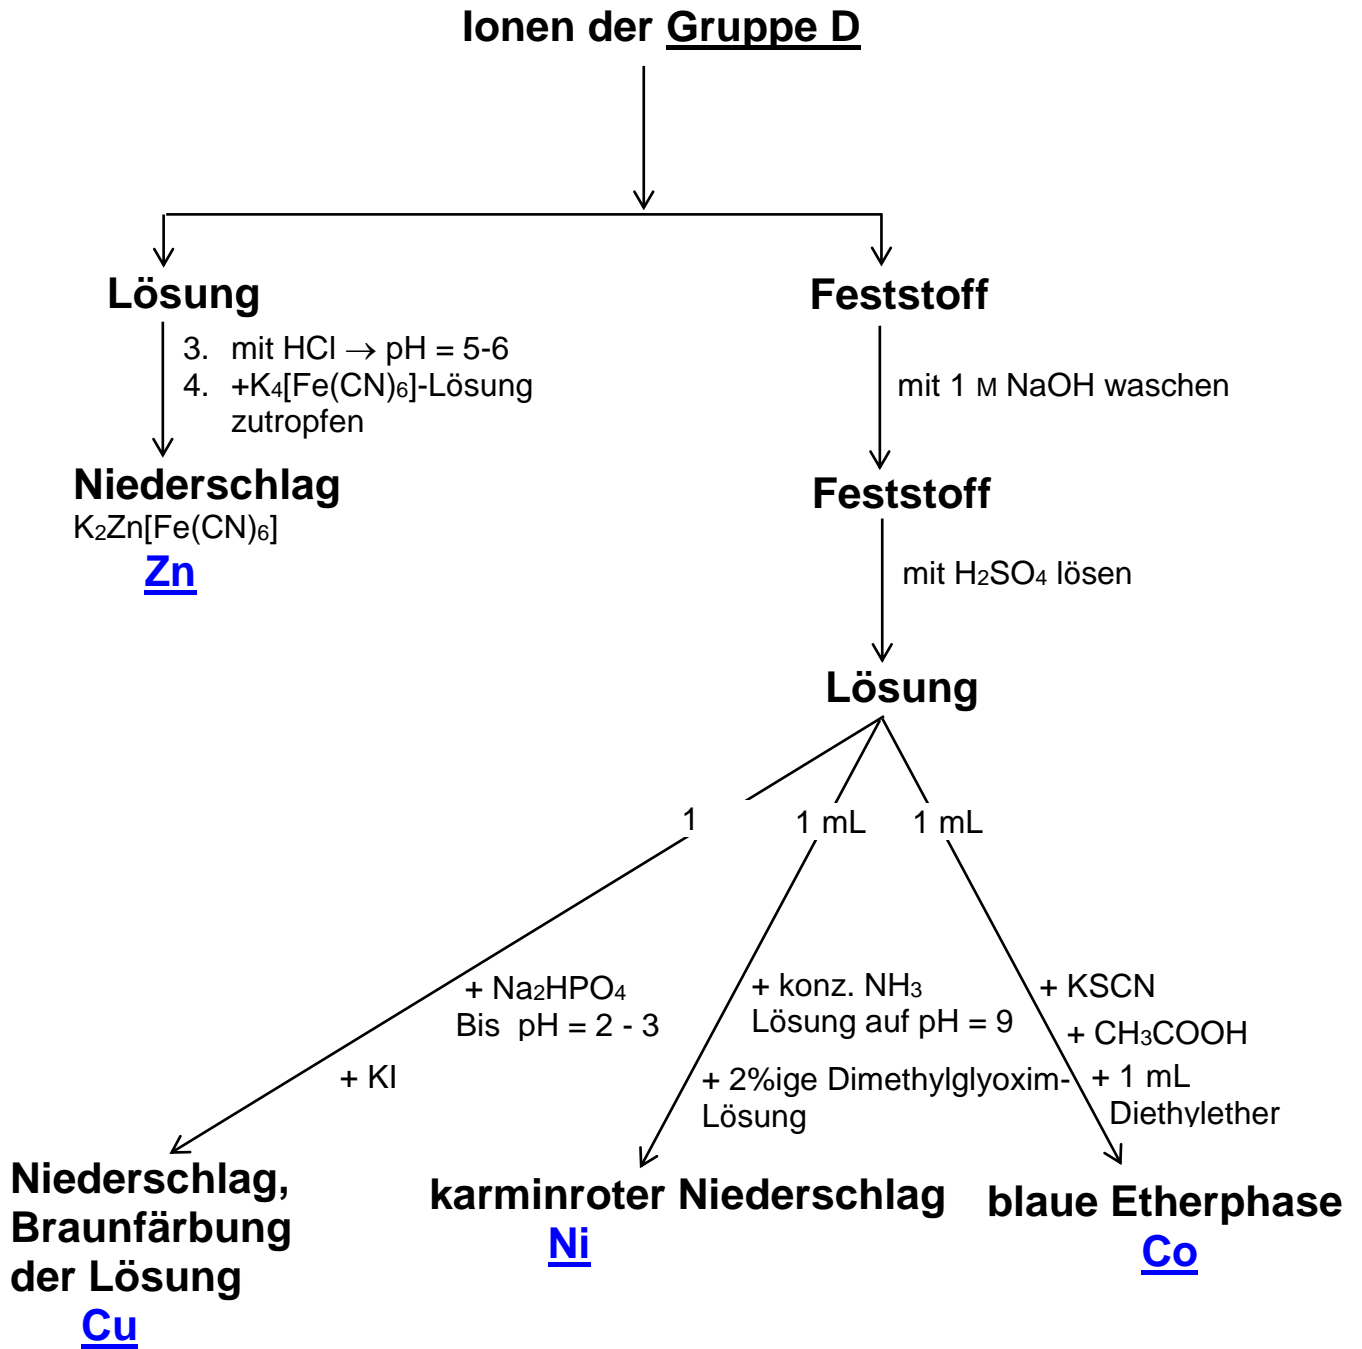 Ionen der Gruppe D
Lösung
Feststoff
3. mit HCl → pH = 5-6
4. +K₄[Fe(CN)₆]-Lösung
zutropfen
mit 1 M NaOH waschen
Niederschlag
K₂Zn[Fe(CN)₆]
Zn
Feststoff
mit H₂SO₄ lösen
Lösung
1
1 mL
1 mL
+ Na₂HPO₄
Bis pH = 2 - 3
+ KI
+ konz. NH₃
Lösung auf pH = 9
+ 2%ige Dimethylglyoxim-
Lösung
+ KSCN
+ CH₃COOH
+ 1 mL
Diethylether
Niederschlag,
Braunfärbung
der Lösung
Cu
karminroter Niederschlag
Ni
blaue Etherphase
Co